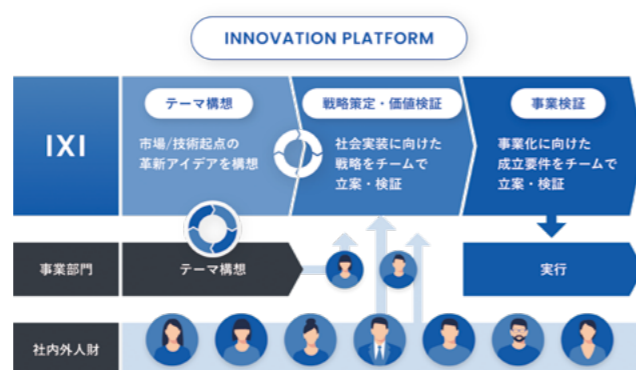 INNOVATION PLATFORM
IXI
テーマ構想
市場/技術起点の
革新アイデアを構想
戦略策定・価値検証
社会実装に向けた
戦略をチームで
立案・検証
事業検証
事業化に向けた
成立要件をチームで
立案・検証
事業部門
テーマ構想
実行
社内外人財